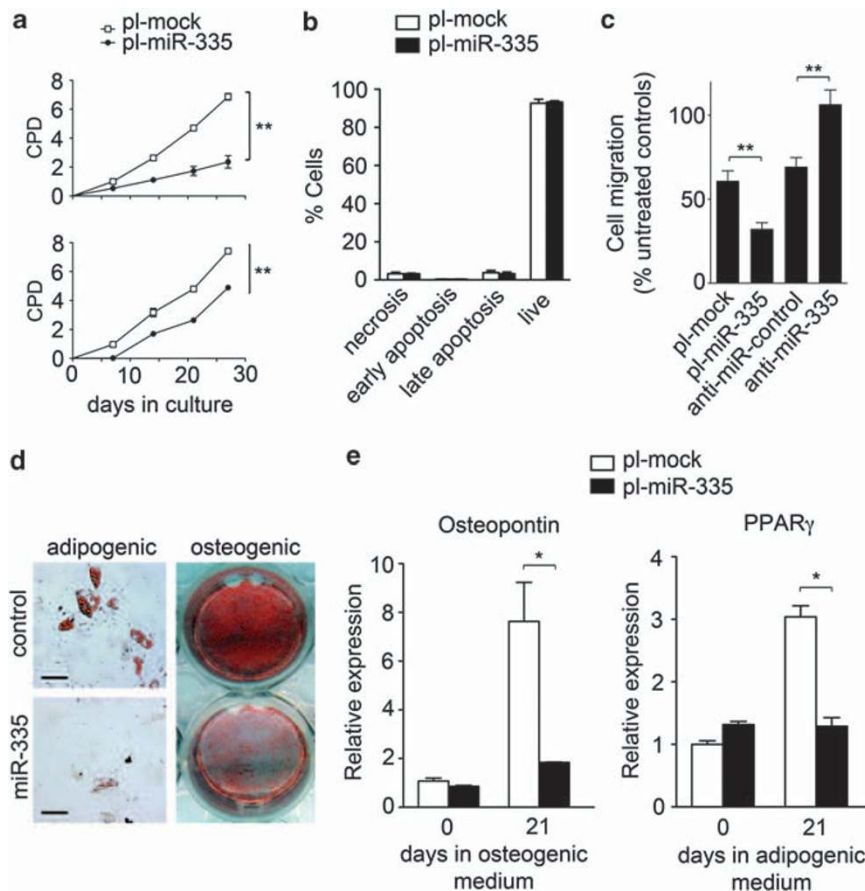 a
pl-mock
pl-miR-335
8
6
4
2
0
CPD
**
8
6
4
2
0
CPD
**
0 10 20 30
days in culture
b
pl-mock
pl-miR-335
100
80
60
40
20
0
% Cells
necrosis
early apoptosis
late apoptosis
live
c
100
50
0
Cell migration
(% untreated controls)
**
**
pl-mock
pl-miR-335
anti-miR-control
anti-miR-335
d
adipogenic osteogenic
control
miR-335
e
pl-mock
pl-miR-335
Osteopontin
10
8
6
4
2
0
Relative expression
*
0 21
days in osteogenic
medium
PPARγ
4
3
2
1
0
Relative expression
*
0 21
days in adipogenic
medium